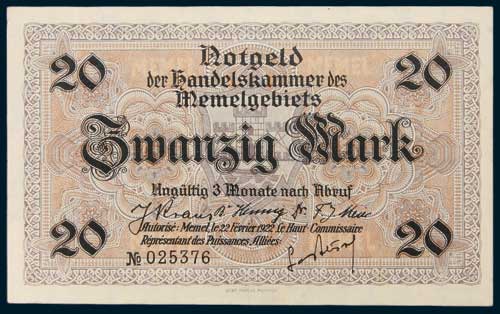 20 Notgeld 20
der Handelskammer des
Memelgebiets
Zwanzig Mark
Ungültig 3 Monate nach Abruf
Autorisé: Memel, le 22 Février 1922 Le Haut Commissaire
Représentant des Puissances Alliées:
20 № 025376 20